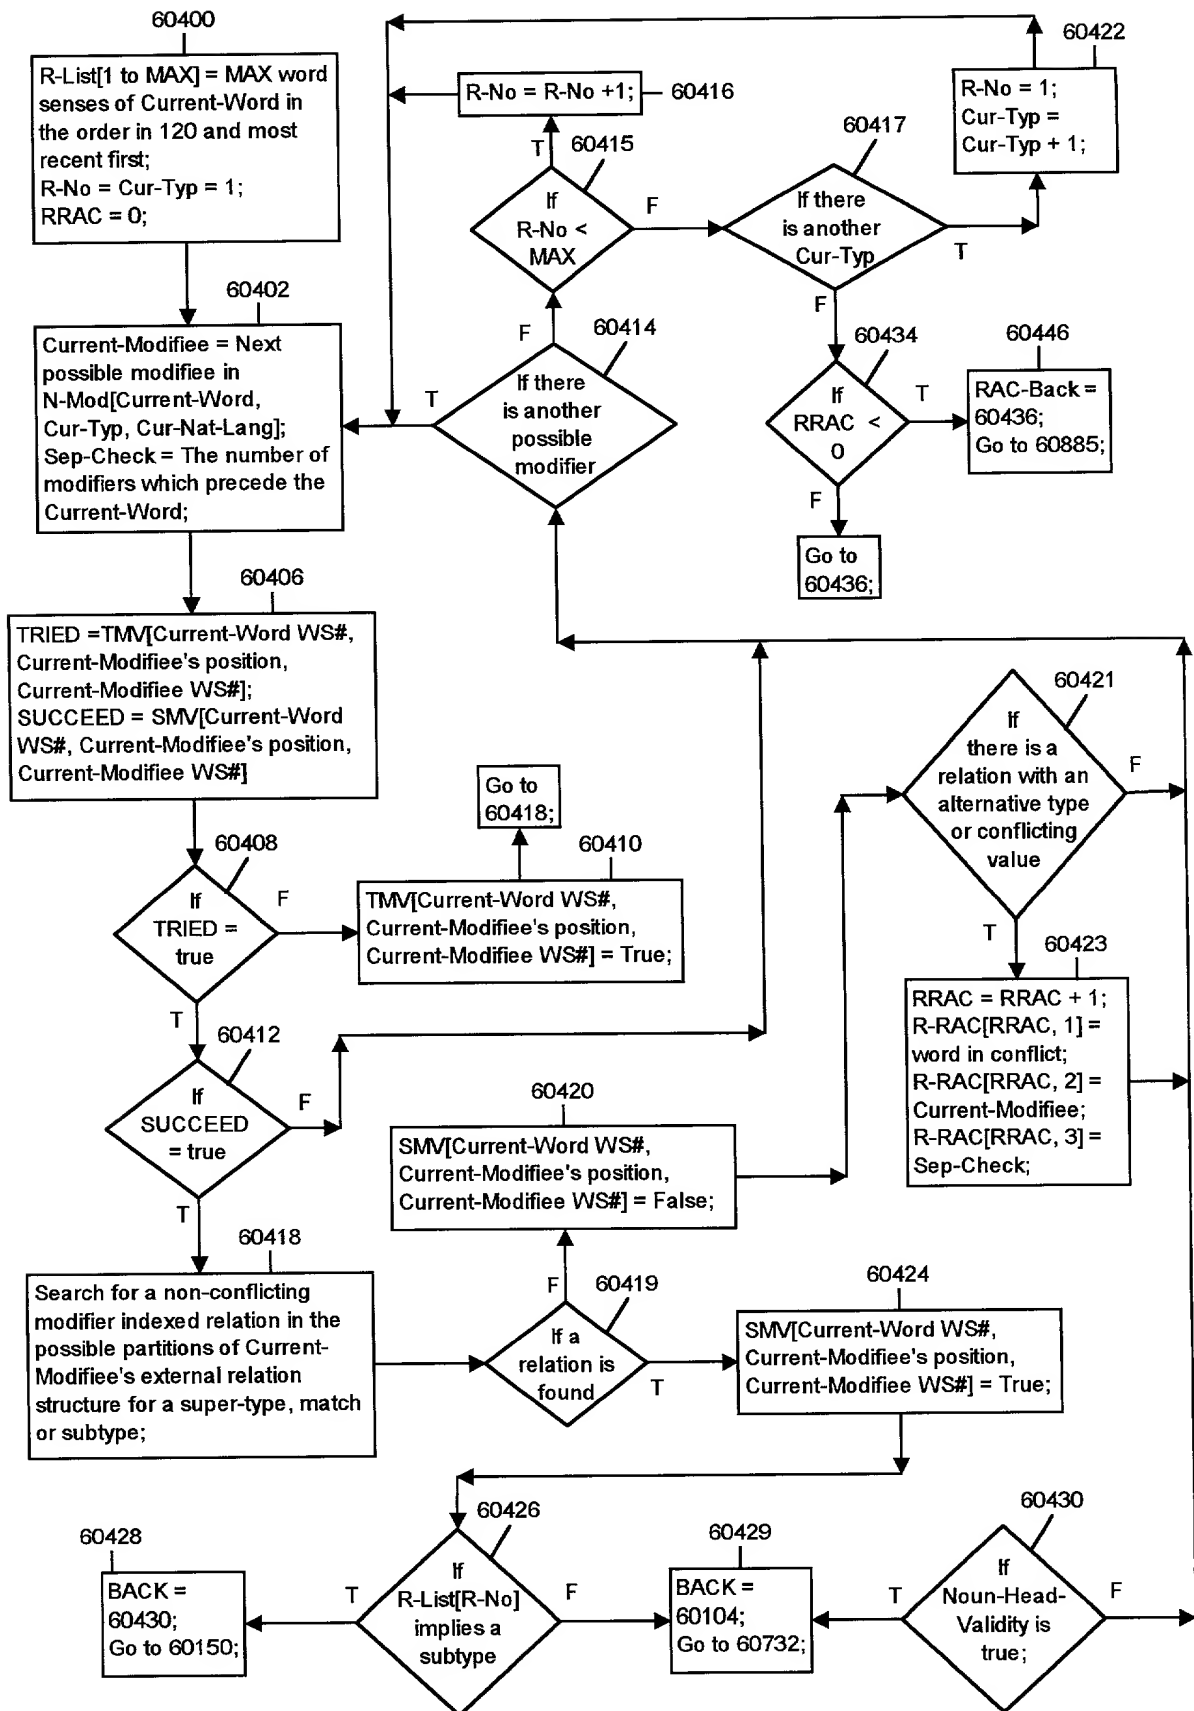 60400
R-List[1 to MAX] = MAX word
senses of Current-Word in
the order in 120 and most
recent first;
R-No = Cur-Typ = 1;
RRAC = 0;
60402
Current-Modifiee = Next
possible modifiee in
N-Mod[Current-Word,
Cur-Typ, Cur-Nat-Lang];
Sep-Check = The number of
modifiers which precede the
Current-Word;
60406
TRIED =TMV[Current-Word WS#,
Current-Modifiee's position,
Current-Modifiee WS#];
SUCCEED = SMV[Current-Word
WS#, Current-Modifiee's position,
Current-Modifiee WS#]
60408
If
TRIED =
true
F
T
60410
TMV[Current-Word WS#,
Current-Modifiee's position,
Current-Modifiee WS#] = True;
Go to
60418;
60412
If
SUCCEED
= true
F
T
60414
If there
is another
possible
modifier
T
F
60415
If
R-No <
MAX
T
F
R-No = R-No +1;
60416
60417
If there
is another
Cur-Typ
T
F
60422
R-No = 1;
Cur-Typ =
Cur-Typ + 1;
60434
If
RRAC <
0
T
F
60446
RAC-Back =
60436;
Go to 60885;
Go to
60436;
60418
Search for a non-conflicting
modifier indexed relation in the
possible partitions of Current-
Modifiee's external relation
structure for a super-type, match
or subtype;
60419
If a
relation is
found
F
T
60420
SMV[Current-Word WS#,
Current-Modifiee's position,
Current-Modifiee WS#] = False;
60421
If
there is a
relation with an
alternative type
or conflicting
value
F
T
60423
RRAC = RRAC + 1;
R-RAC[RRAC, 1] =
word in conflict;
R-RAC[RRAC, 2] =
Current-Modifiee;
R-RAC[RRAC, 3] =
Sep-Check;
60424
SMV[Current-Word WS#,
Current-Modifiee's position,
Current-Modifiee WS#] = True;
60426
If
R-List[R-No]
implies a
subtype
T
F
60428
BACK =
60430;
Go to 60150;
60429
BACK =
60104;
Go to 60732;
60430
If
Noun-Head-
Validity is
true;
T
F